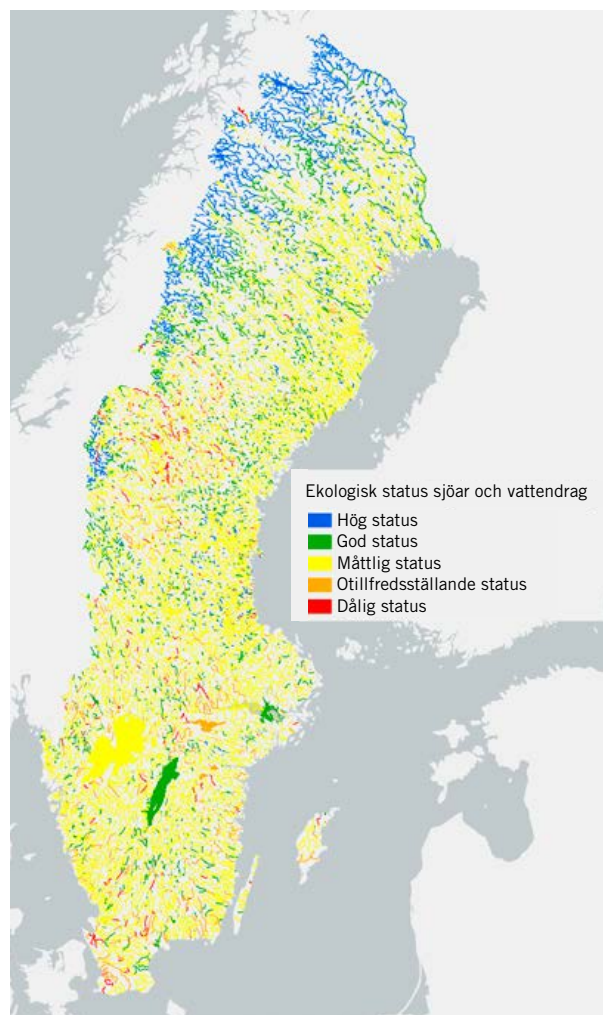 Ekologisk status sjöar och vattendrag
Hög status
God status
Måttlig status
Otillfredsställande status
Dålig status